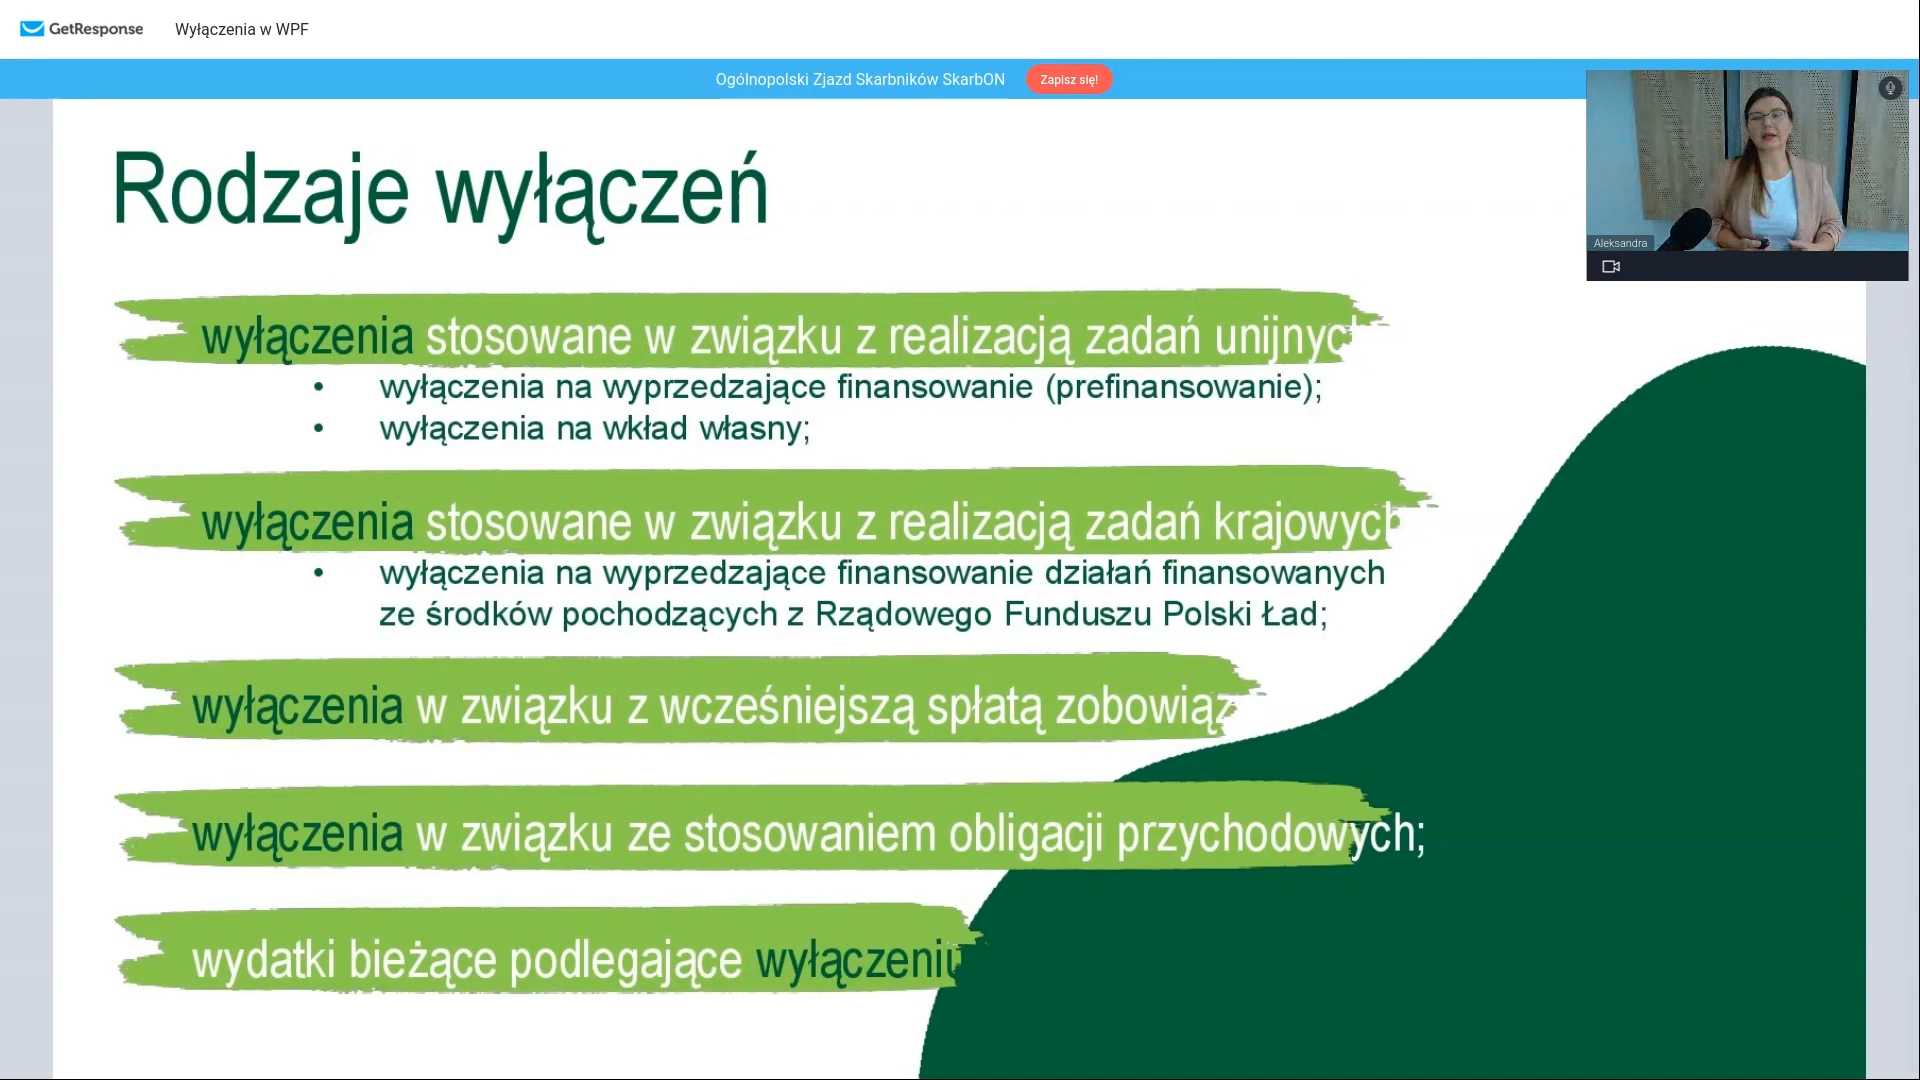 GetResponse Wyłączenia w WPF
Ogólnopolski Zjazd Skarbników SkarbON Zapisz się!
Aleksandra
Rodzaje wyłączeń
wyłączenia stosowane w związku z realizacją zadań unijnych
• wyłączenia na wyprzedzające finansowanie (prefinansowanie);
• wyłączenia na wkład własny;
wyłączenia stosowane w związku z realizacją zadań krajowych
• wyłączenia na wyprzedzające finansowanie działań finansowanych
ze środków pochodzących z Rządowego Funduszu Polski Ład;
wyłączenia w związku z wcześniejszą spłatą zobowiąz
wyłączenia w związku ze stosowaniem obligacji przychodowych;
wydatki bieżące podlegające wyłączeniu